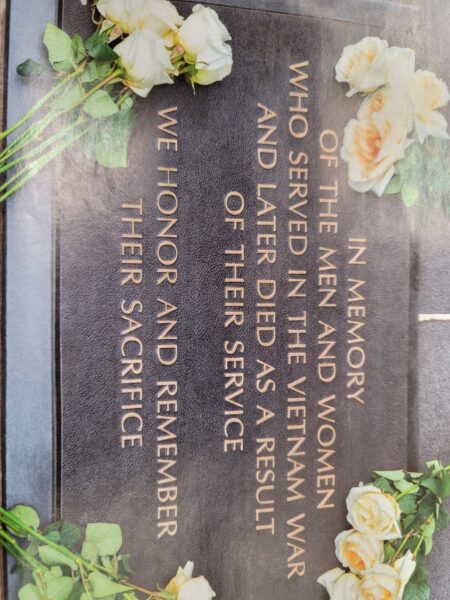 IN MEMORY
OF THE MEN AND WOMEN
WHO SERVED IN THE VIETNAM WAR
AND LATER DIED AS A RESULT
OF THEIR SERVICE
WE HONOR AND REMEMBER
THEIR SACRIFICE